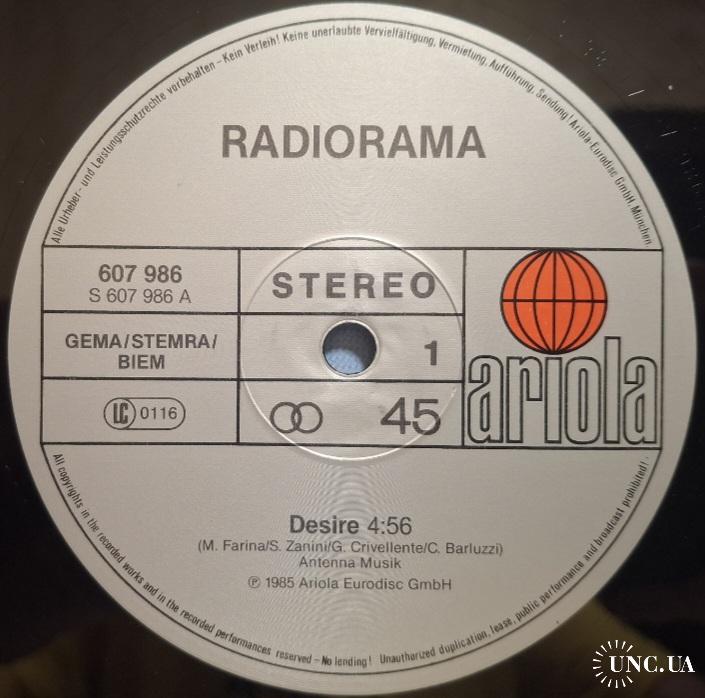 Alle Urheber- und Leistungsschutzrechte vorbehalten – Kein Verleih! Keine unerlaubte Vervielfältigung, Vermietung, Aufführung, Sendung! Ariola-Eurodisc GmbH, München
RADIORAMA
607 986
S 607 986 A
STEREO
GEMA/STEMRA/
BIEM
1
LC 0116
45
ariola
Desire 4:56
(M. Farina/S. Zanini/G. Crivellente/C. Barluzzi)
Antenna Musik
℗ 1985 Ariola Eurodisc GmbH
All copyrights in the recorded works and in the recorded performances reserved – No lending! Unauthorized duplication, lease, public performance and broadcast prohibited!
UNC.UA